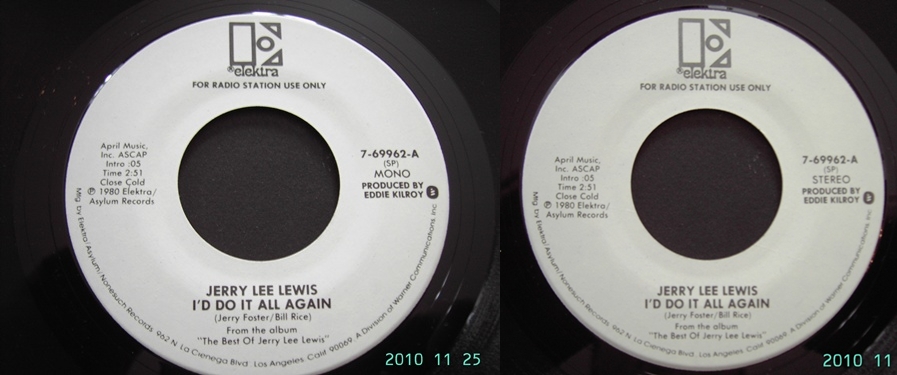 elektra
FOR RADIO STATION USE ONLY
April Music,
Inc. ASCAP
Intro :05
Time 2:51
Close Cold
℗ 1980 Elektra/
Asylum Records
7-69962-A
(SP)
MONO
PRODUCED BY
EDDIE KILROY
JERRY LEE LEWIS
I'D DO IT ALL AGAIN
(Jerry Foster/Bill Rice)
From the album
"The Best Of Jerry Lee Lewis"
Mfg. by Elektra/Asylum/Nonesuch Records 962 N. La Cienega Blvd. Los Angeles, Calif. 90069. A Division of Warner Communications, Inc.
2010 11 25
elektra
FOR RADIO STATION USE ONLY
April Music,
Inc. ASCAP
Intro :05
Time 2:51
Close Cold
℗ 1980 Elektra/
Asylum Records
7-69962-A
(SP)
STEREO
PRODUCED BY
EDDIE KILROY
JERRY LEE LEWIS
I'D DO IT ALL AGAIN
(Jerry Foster/Bill Rice)
From the album
"The Best Of Jerry Lee Lewis"
Mfg. by Elektra/Asylum/Nonesuch Records 962 N. La Cienega Blvd. Los Angeles, Calif. 90069. A Division of Warner Communications, Inc.
2010 11